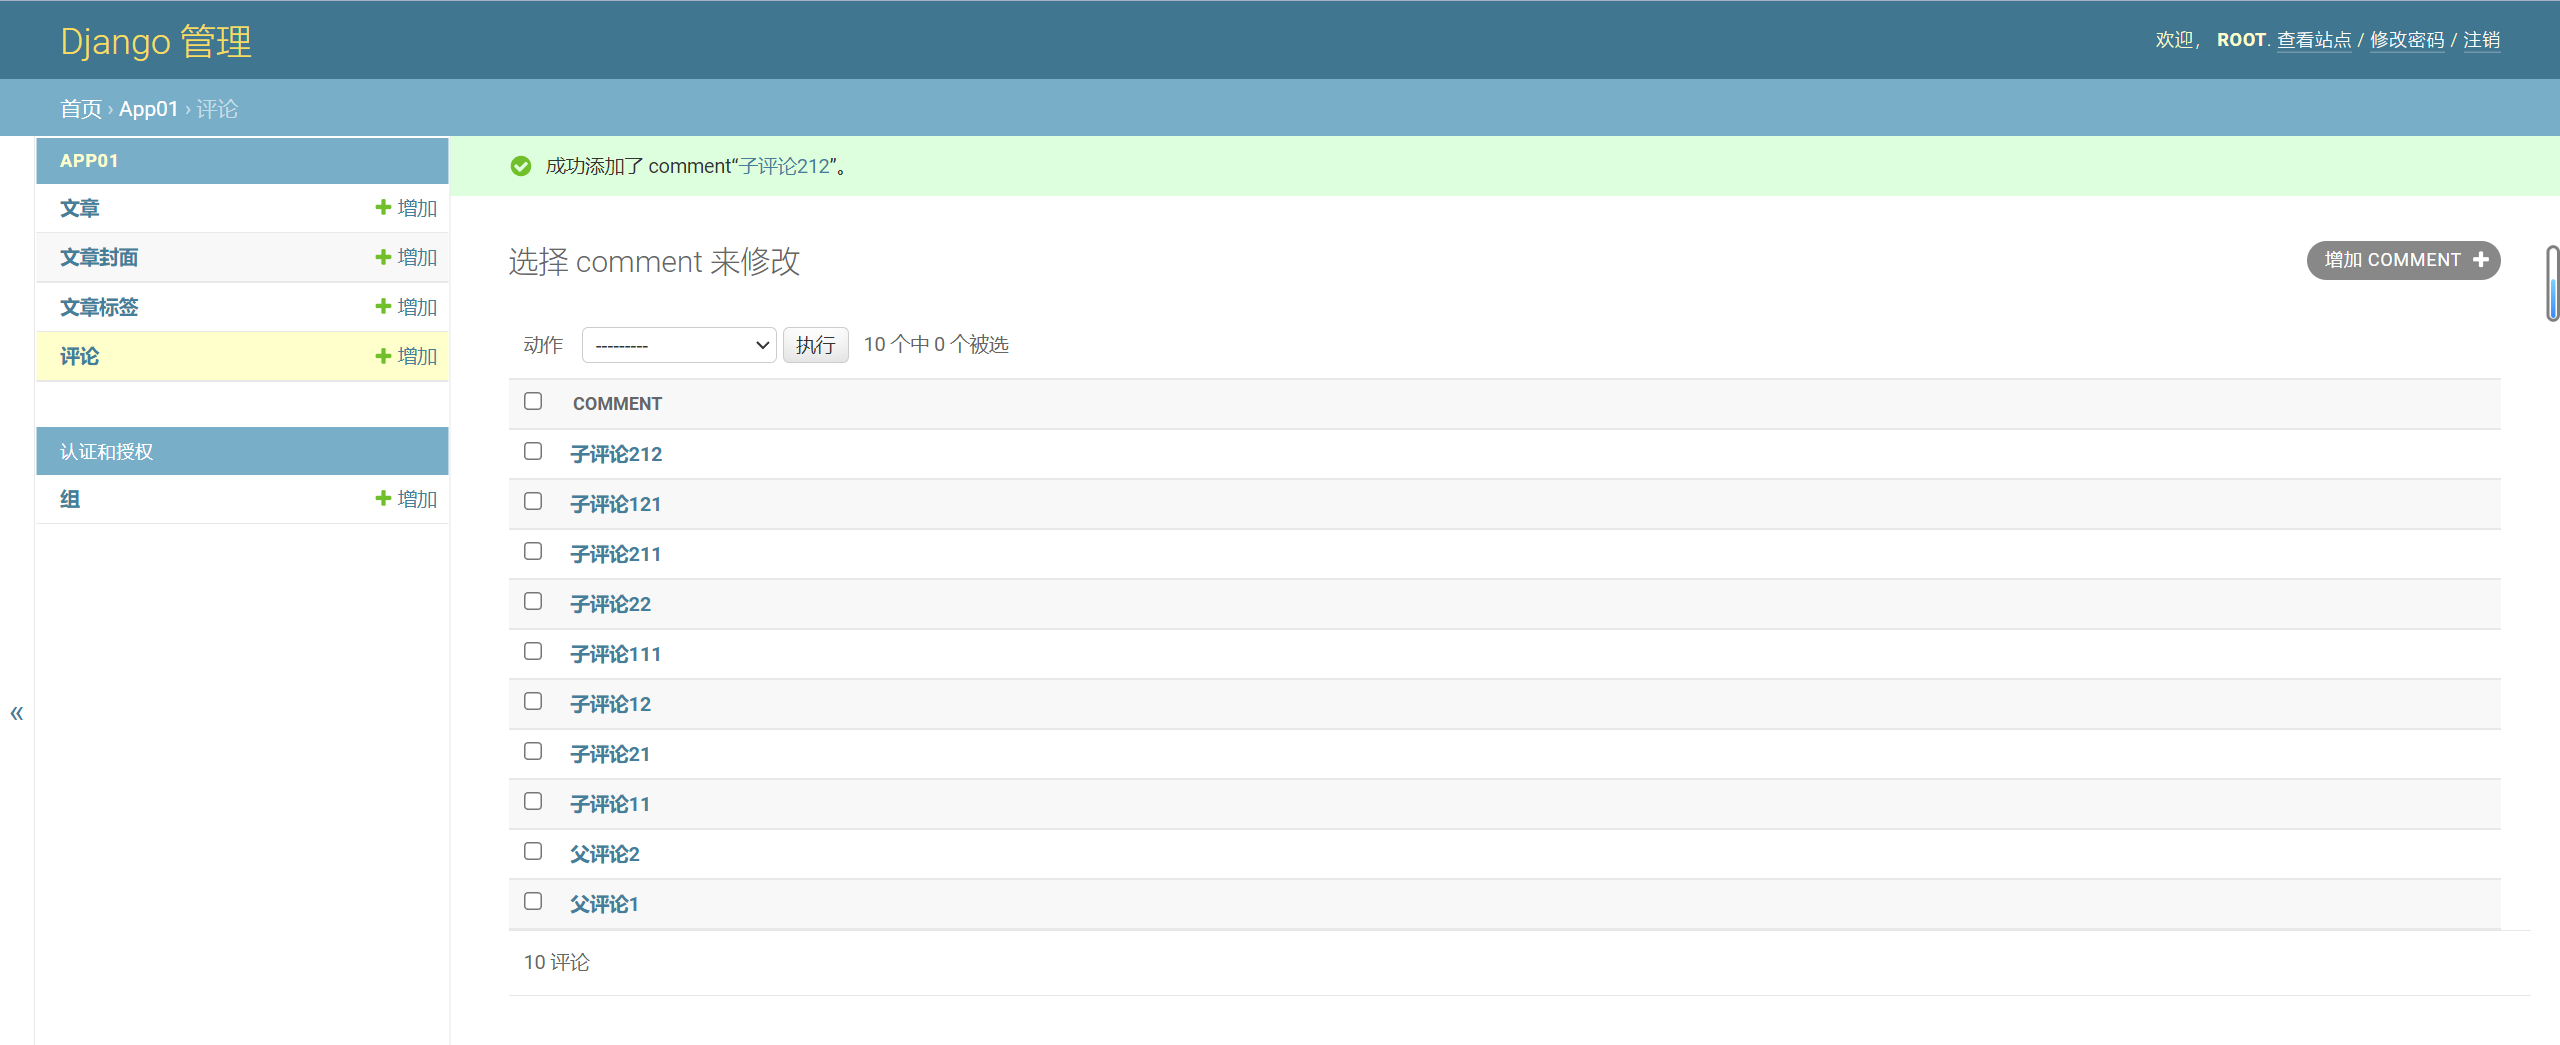 Django 管理
欢迎， ROOT. 查看站点 / 修改密码 / 注销
首页 › App01 › 评论
APP01
文章 增加
文章封面 增加
文章标签 增加
评论 增加
认证和授权
组 增加
«
成功添加了 comment“子评论212”。
选择 comment 来修改
增加 COMMENT
动作 --------- 执行 10 个中 0 个被选
COMMENT
子评论212
子评论121
子评论211
子评论22
子评论111
子评论12
子评论21
子评论11
父评论2
父评论1
10 评论